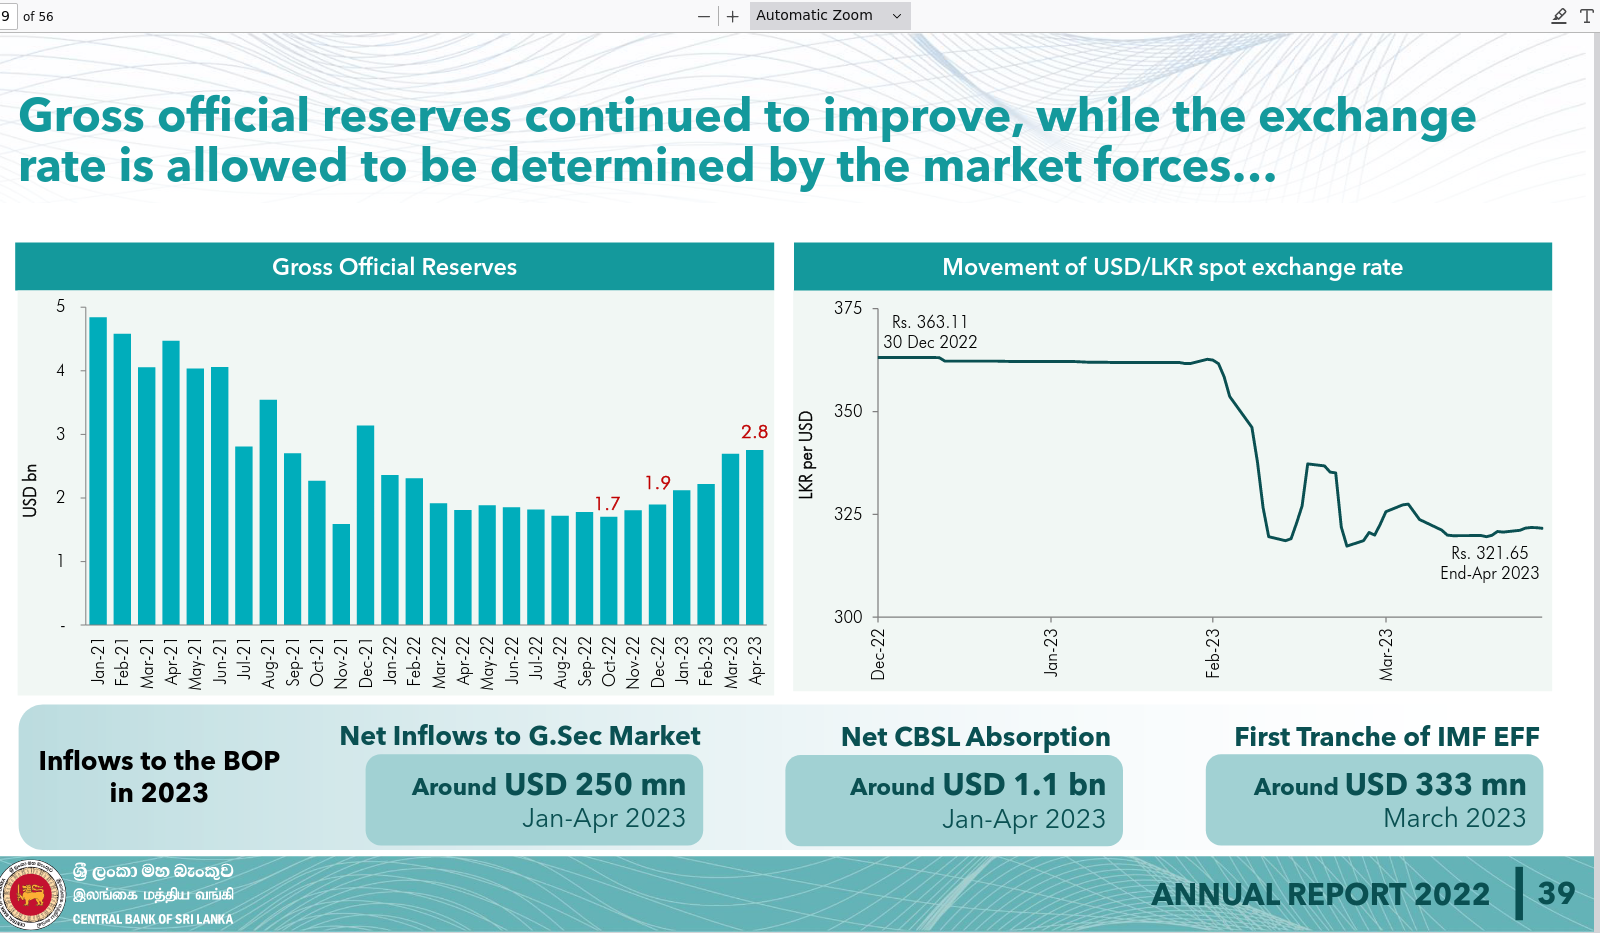 9 of 56
Automatic Zoom
Gross official reserves continued to improve, while the exchange
rate is allowed to be determined by the market forces...
Gross Official Reserves
USD bn
5
4
3
2
1
-
1.7
1.9
2.8
Jan-21
Feb-21
Mar-21
Apr-21
May-21
Jun-21
Jul-21
Aug-21
Sep-21
Oct-21
Nov-21
Dec-21
Jan-22
Feb-22
Mar-22
Apr-22
May-22
Jun-22
Jul-22
Aug-22
Sep-22
Oct-22
Nov-22
Dec-22
Jan-23
Feb-23
Mar-23
Apr-23
Movement of USD/LKR spot exchange rate
LKR per USD
375
350
325
300
Rs. 363.11
30 Dec 2022
Rs. 321.65
End-Apr 2023
Dec-22
Jan-23
Feb-23
Mar-23
Inflows to the BOP
in 2023
Net Inflows to G.Sec Market
Around USD 250 mn
Jan-Apr 2023
Net CBSL Absorption
Around USD 1.1 bn
Jan-Apr 2023
First Tranche of IMF EFF
Around USD 333 mn
March 2023
ශ්‍රී ලංකා මහ බැංකුව
இலங்கை மத்திய வங்கி
CENTRAL BANK OF SRI LANKA
ANNUAL REPORT 2022
39